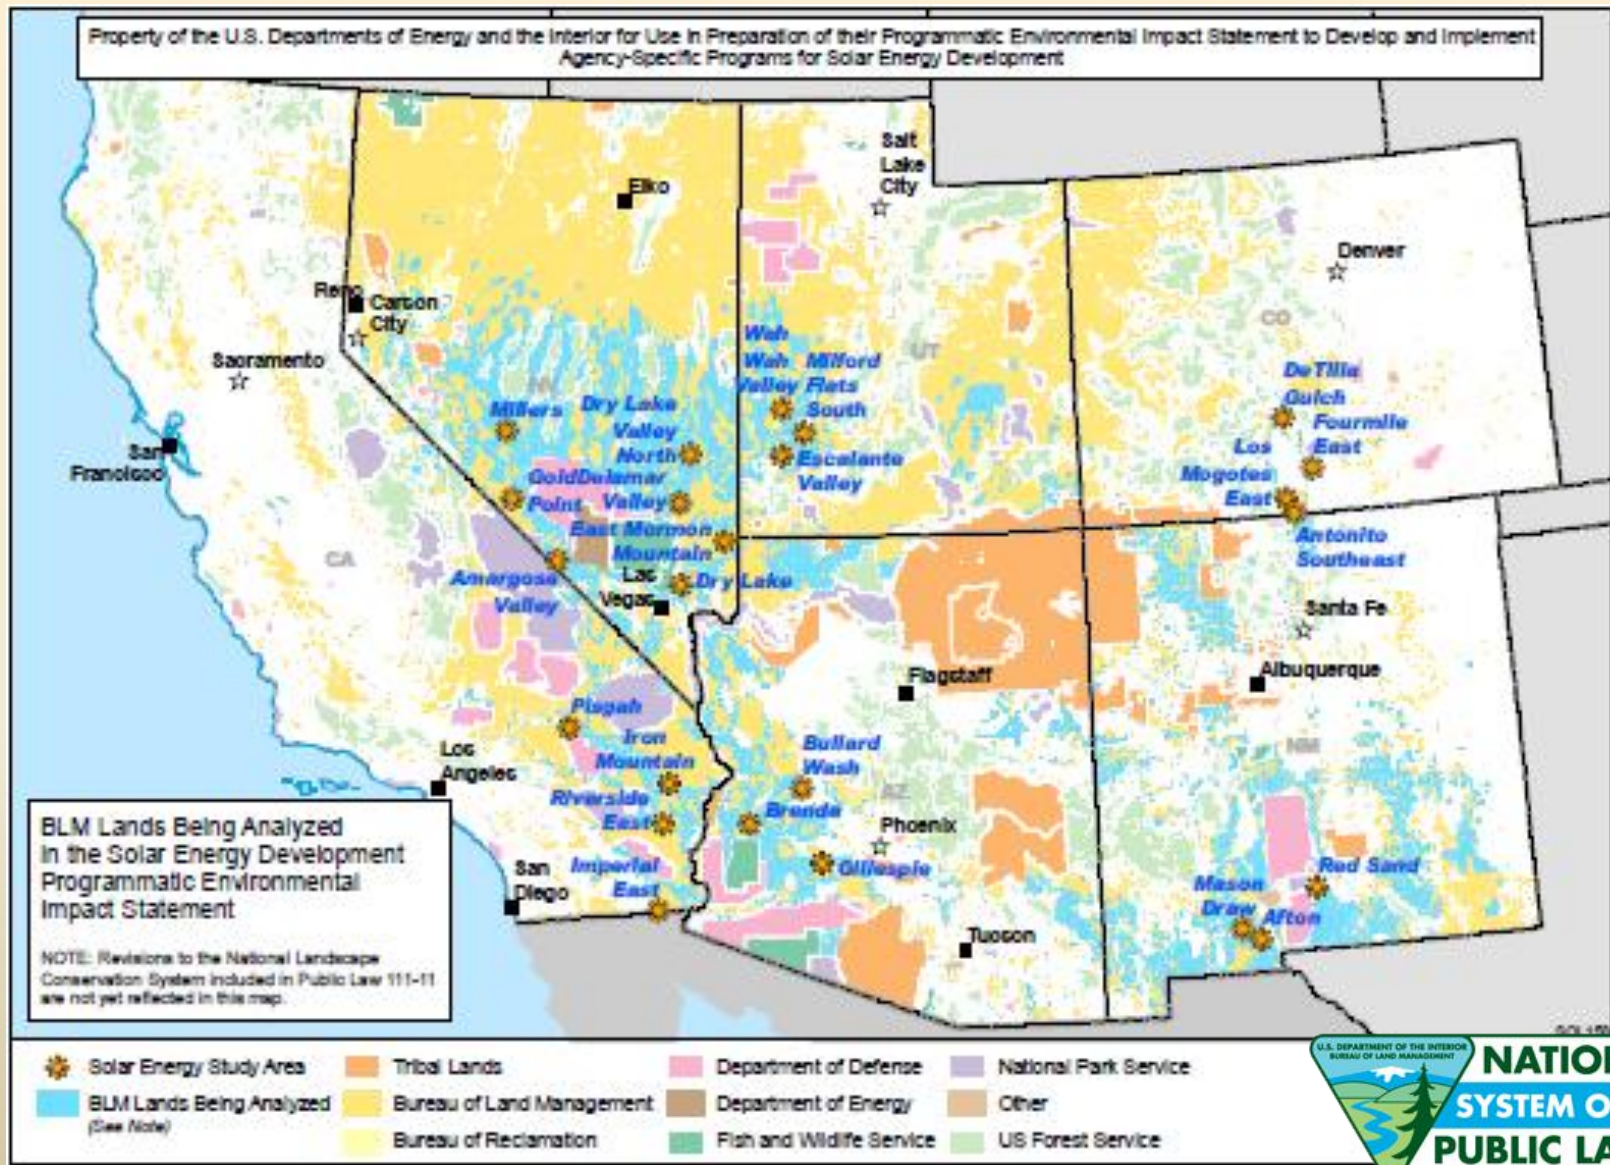 Property of the U.S. Departments of Energy and the Interior for Use in Preparation of their Programmatic Environmental Impact Statement to Develop and Implement
Agency-Specific Programs for Solar Energy Development
Salt
Lake
City
Elko
Denver
Reno
Carson
City
CO
Sacramento
UT
NV
Wah
Wah
Valley
Milford
Flats
South
DeTilla
Gulch
Millers
Dry Lake
Valley
North
Fourmile
East
San
Francisco
Escalante
Valley
Los
Mogotes
East
Gold
Point
Delamar
Valley
East Mormon
Mountain
Antonito
Southeast
CA
Amargosa
Valley
Las
Vegas
Dry Lake
Santa Fe
Flagstaff
Albuquerque
Pisgah
Iron
Mountain
Bullard
Wash
NM
Los
Angeles
Riverside
East
Brenda
AZ
Phoenix
San
Diego
Imperial
East
Gillespie
Red Sand
Mason
Draw
Afton
Tucson
BLM Lands Being Analyzed
in the Solar Energy Development
Programmatic Environmental
Impact Statement
NOTE: Revisions to the National Landscape
Conservation System included in Public Law 111-11
are not yet reflected in this map.
Solar Energy Study Area
Tribal Lands
Department of Defense
National Park Service
BLM Lands Being Analyzed
(See Note)
Bureau of Land Management
Department of Energy
Other
Bureau of Reclamation
Fish and Wildlife Service
US Forest Service
U.S. DEPARTMENT OF THE INTERIOR
BUREAU OF LAND MANAGEMENT
NATIO
SYSTEM O
PUBLIC LA